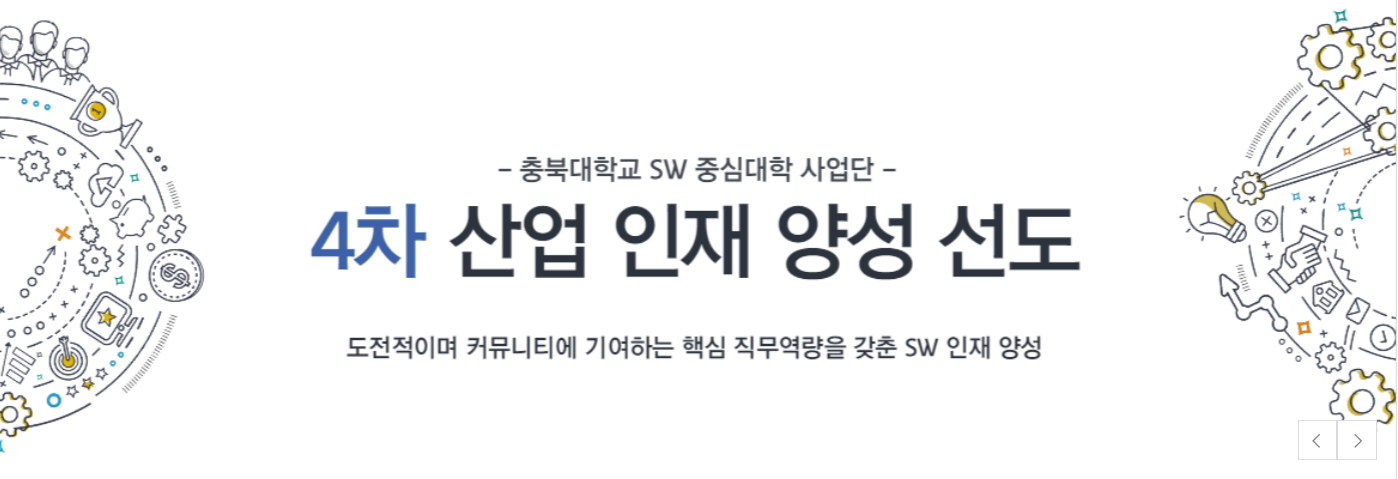 - 충북대학교 SW 중심대학 사업단 -
4차 산업 인재 양성 선도
도전적이며 커뮤니티에 기여하는 핵심 직무역량을 갖춘 SW 인재 양성